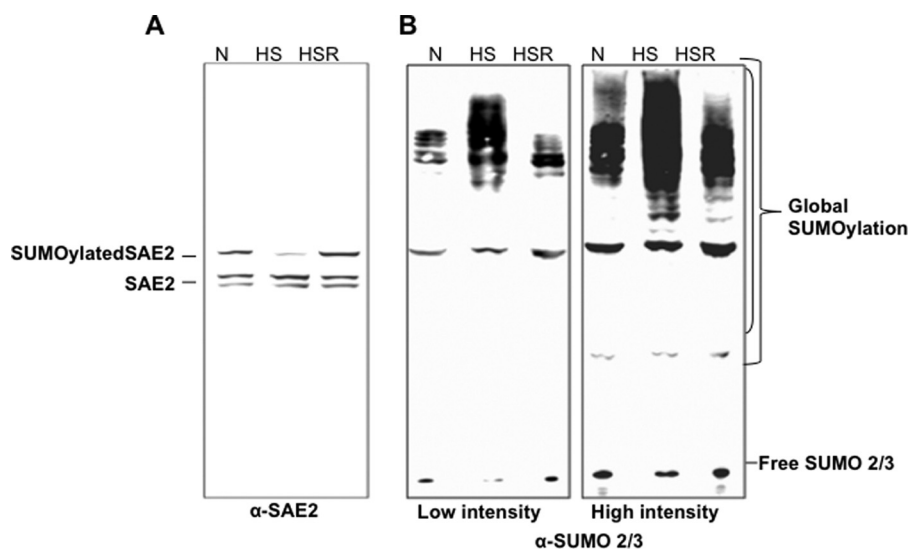 A
B
N HS HSR
N HS HSR
N HS HSR
SUMOylatedSAE2
SAE2
Global
SUMOylation
Free SUMO 2/3
α-SAE2
Low intensity
High intensity
α-SUMO 2/3